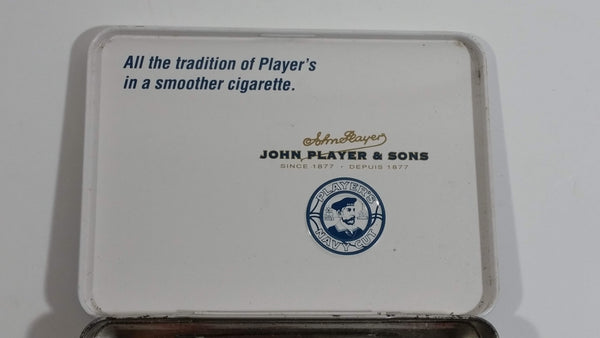 All the tradition of Player's
in a smoother cigarette.
John Player
JOHN PLAYER & SONS
SINCE 1877 · DEPUIS 1877
PLAYER'S
NAVY CUT